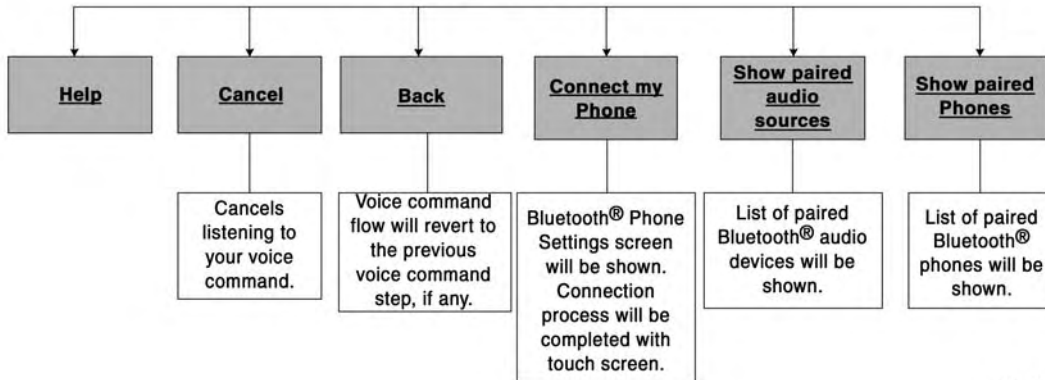 Help
Cancel
Back
Connect my
Phone
Show paired
audio
sources
Show paired
Phones
Cancels
listening to
your voice
command.
Voice command
flow will revert to
the previous
voice command
step, if any.
Bluetooth® Phone
Settings screen
will be shown.
Connection
process will be
completed with
touch screen.
List of paired
Bluetooth® audio
devices will be
shown.
List of paired
Bluetooth®
phones will be
shown.